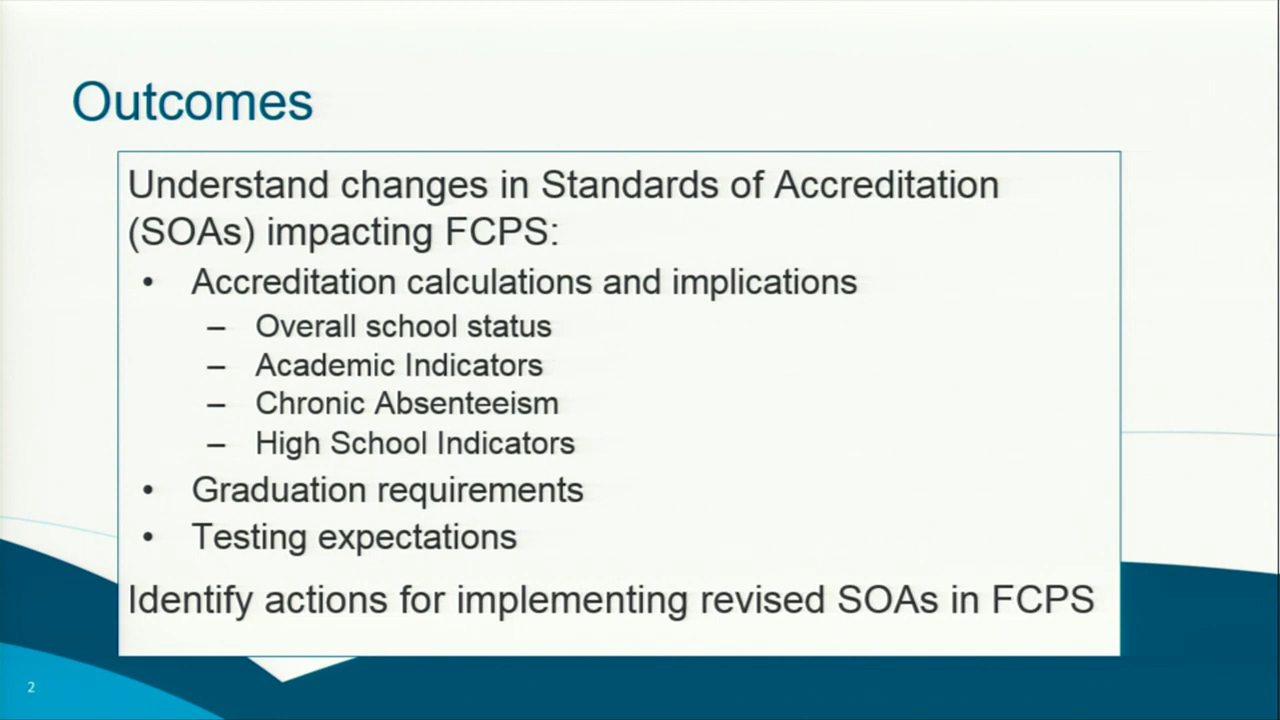 Outcomes
Understand changes in Standards of Accreditation
(SOAs) impacting FCPS:
• Accreditation calculations and implications
– Overall school status
– Academic Indicators
– Chronic Absenteeism
– High School Indicators
• Graduation requirements
• Testing expectations
Identify actions for implementing revised SOAs in FCPS
2